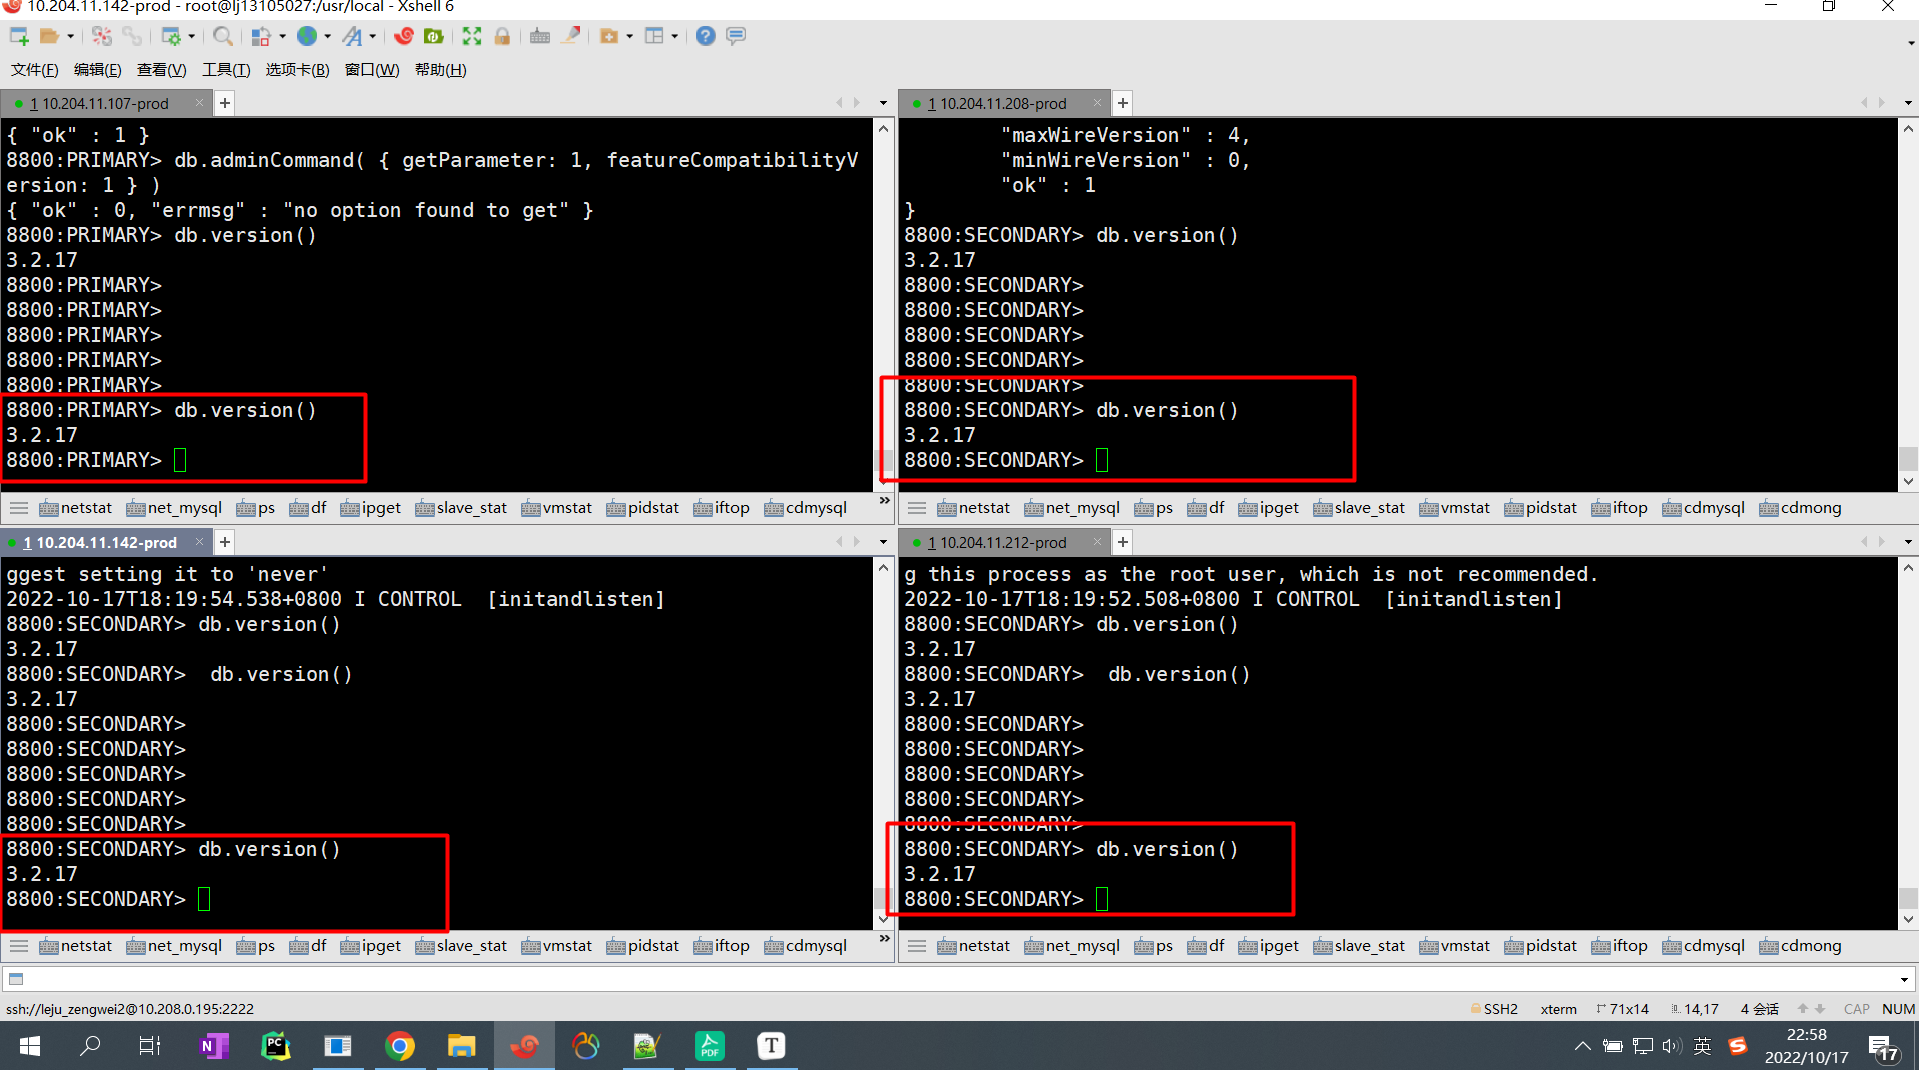 10.204.11.142-prod - root@lj13105027:/usr/local - Xshell 6
文件(F) 编辑(E) 查看(V) 工具(T) 选项卡(B) 窗口(W) 帮助(H)
1 10.204.11.107-prod
{ "ok" : 1 }
8800:PRIMARY> db.adminCommand( { getParameter: 1, featureCompatibilityV
ersion: 1 } )
{ "ok" : 0, "errmsg" : "no option found to get" }
8800:PRIMARY> db.version()
3.2.17
8800:PRIMARY>
8800:PRIMARY>
8800:PRIMARY>
8800:PRIMARY>
8800:PRIMARY>
8800:PRIMARY> db.version()
3.2.17
8800:PRIMARY>
netstat net_mysql ps df ipget slave_stat vmstat pidstat iftop cdmysql
1 10.204.11.208-prod
"maxWireVersion" : 4,
"minWireVersion" : 0,
"ok" : 1
}
8800:SECONDARY> db.version()
3.2.17
8800:SECONDARY>
8800:SECONDARY>
8800:SECONDARY>
8800:SECONDARY>
8800:SECONDARY>
8800:SECONDARY> db.version()
3.2.17
8800:SECONDARY>
netstat net_mysql ps df ipget slave_stat vmstat pidstat iftop cdmysql cdmong
1 10.204.11.142-prod
ggest setting it to 'never'
2022-10-17T18:19:54.538+0800 I CONTROL  [initandlisten]
8800:SECONDARY> db.version()
3.2.17
8800:SECONDARY>  db.version()
3.2.17
8800:SECONDARY>
8800:SECONDARY>
8800:SECONDARY>
8800:SECONDARY>
8800:SECONDARY>
8800:SECONDARY> db.version()
3.2.17
8800:SECONDARY>
netstat net_mysql ps df ipget slave_stat vmstat pidstat iftop cdmysql
1 10.204.11.212-prod
g this process as the root user, which is not recommended.
2022-10-17T18:19:52.508+0800 I CONTROL  [initandlisten]
8800:SECONDARY> db.version()
3.2.17
8800:SECONDARY>  db.version()
3.2.17
8800:SECONDARY>
8800:SECONDARY>
8800:SECONDARY>
8800:SECONDARY>
8800:SECONDARY>
8800:SECONDARY> db.version()
3.2.17
8800:SECONDARY>
netstat net_mysql ps df ipget slave_stat vmstat pidstat iftop cdmysql cdmong
ssh://leju_zengwei2@10.208.0.195:2222 SSH2 xterm 71x14 14,17 4 会话 CAP NUM
N PC PDF T 英 S 22:58
2022/10/17 17